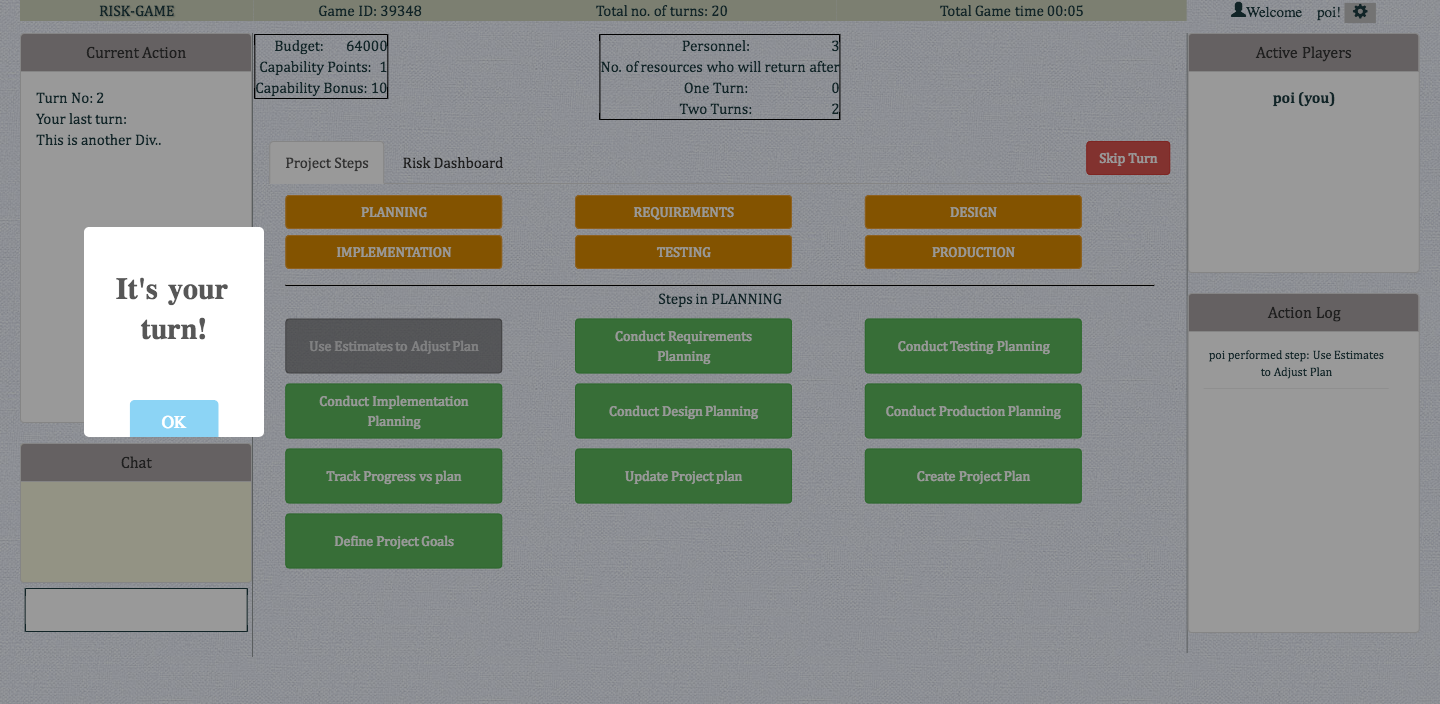 RISK-GAME
Game ID: 39348
Total no. of turns: 20
Total Game time 00:05
Welcome poi!
Current Action
Turn No: 2
Your last turn:
This is another Div..
Budget: 64000
Capability Points: 1
Capability Bonus: 10
Personnel: 3
No. of resources who will return after
One Turn: 0
Two Turns: 2
Active Players
poi (you)
Project Steps
Risk Dashboard
Skip Turn
PLANNING
REQUIREMENTS
DESIGN
IMPLEMENTATION
TESTING
PRODUCTION
Steps in PLANNING
Use Estimates to Adjust Plan
Conduct Requirements
Planning
Conduct Testing Planning
Conduct Implementation
Planning
Conduct Design Planning
Conduct Production Planning
Track Progress vs plan
Update Project plan
Create Project Plan
Define Project Goals
It's your
turn!
OK
Chat
Action Log
poi performed step: Use Estimates
to Adjust Plan